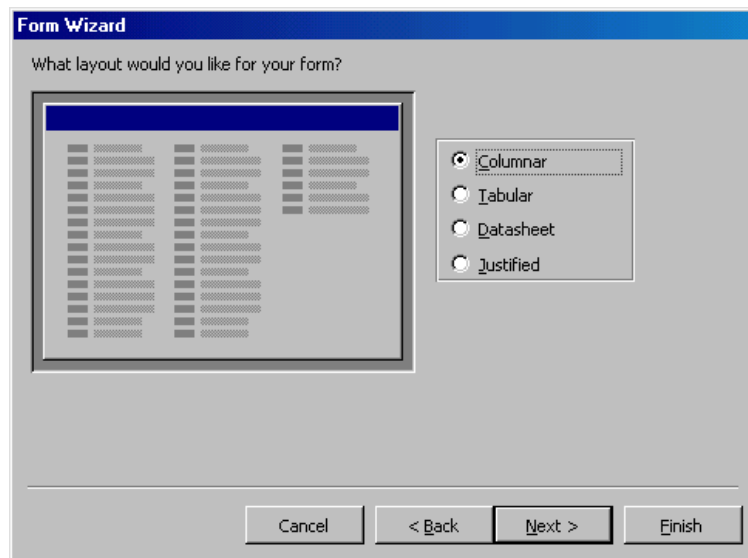 Form Wizard
What layout would you like for your form?
Columnar
Tabular
Datasheet
Justified
Cancel
< Back
Next >
Finish